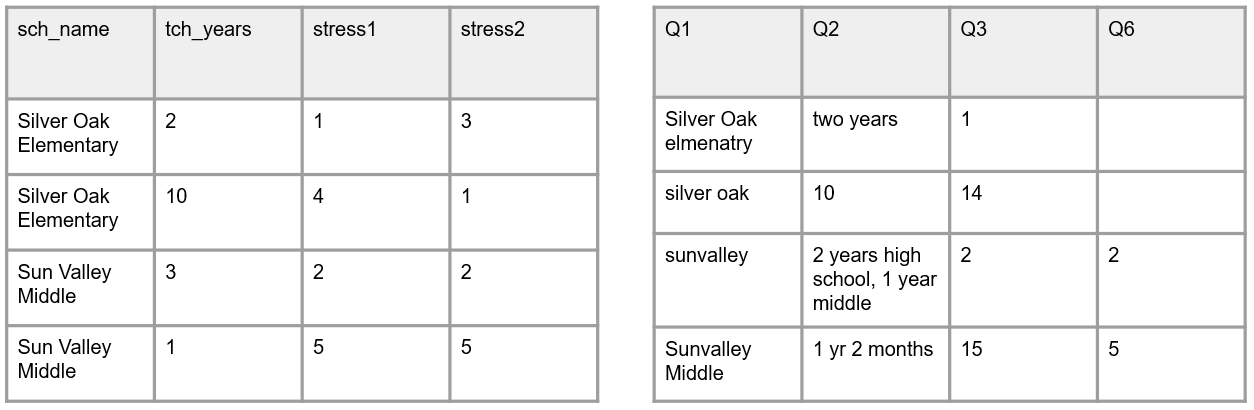 sch_name tch_years stress1 stress2
Silver Oak 2 1 3
Elementary
Silver Oak 10 4 1
Elementary
Sun Valley 3 2 2
Middle
Sun Valley 1 5 5
Middle
Q1 Q2 Q3 Q6
Silver Oak two years 1
elmenatry
silver oak 10 14
sunvalley 2 years high 2 2
school, 1 year
middle
Sunvalley 1 yr 2 months 15 5
Middle